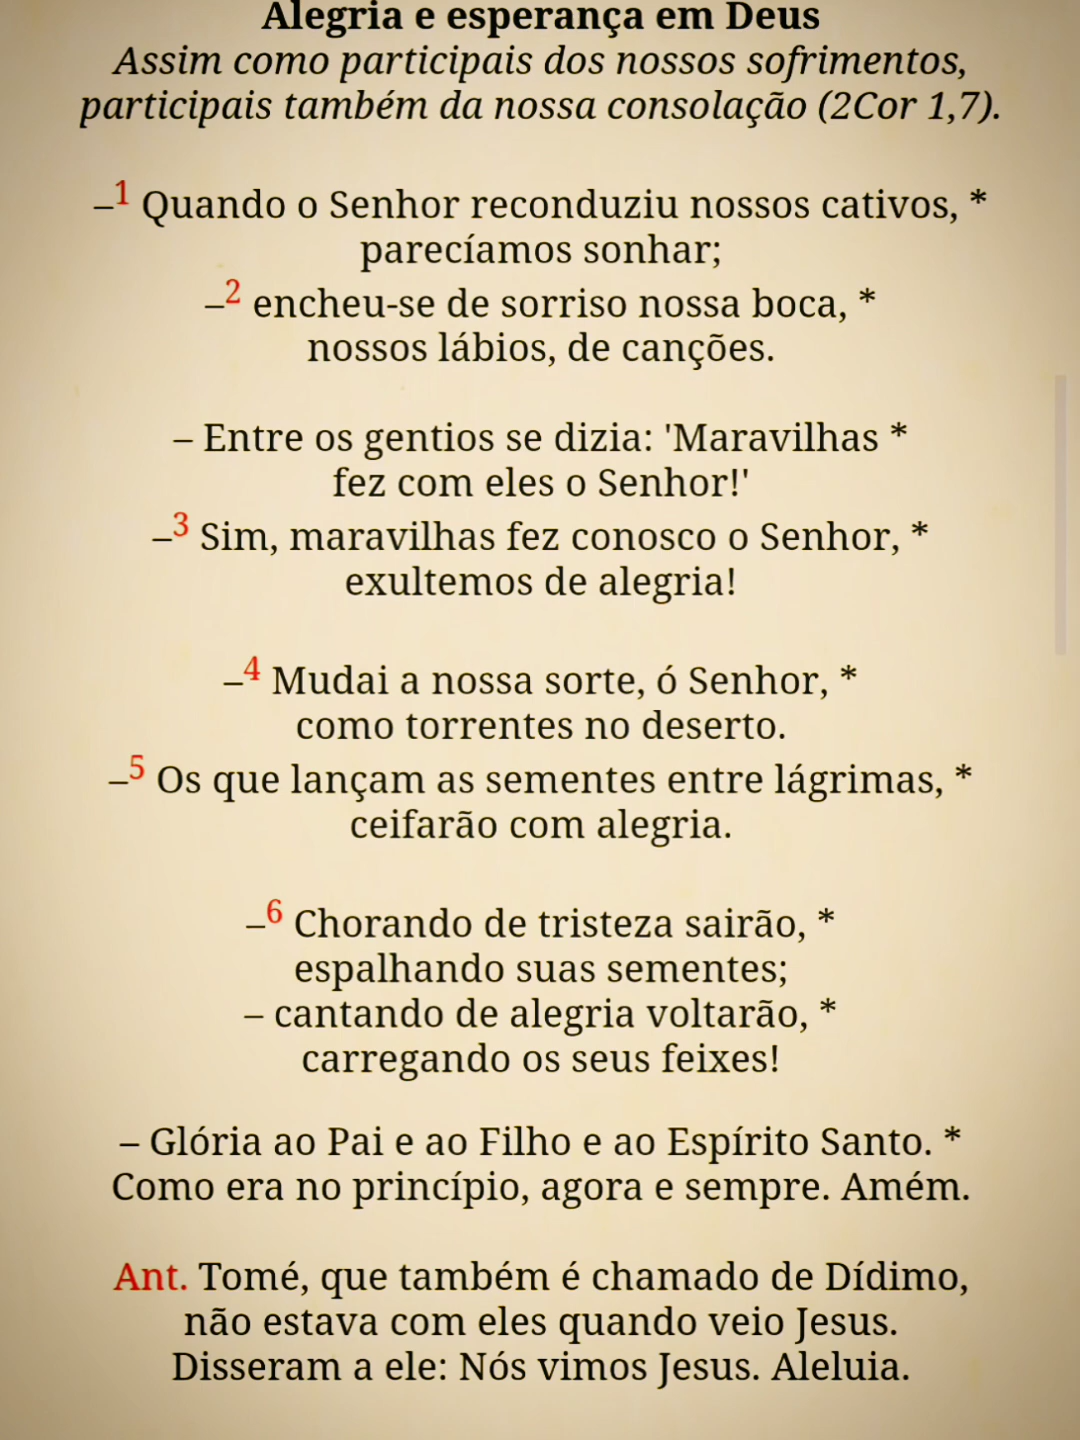 Alegria e esperança em Deus
Assim como participais dos nossos sofrimentos,
participais também da nossa consolação (2Cor 1,7).
–1 Quando o Senhor reconduziu nossos cativos, *
parecíamos sonhar;
–2 encheu-se de sorriso nossa boca, *
nossos lábios, de canções.
– Entre os gentios se dizia: 'Maravilhas *
fez com eles o Senhor!'
–3 Sim, maravilhas fez conosco o Senhor, *
exultemos de alegria!
–4 Mudai a nossa sorte, ó Senhor, *
como torrentes no deserto.
–5 Os que lançam as sementes entre lágrimas, *
ceifarão com alegria.
–6 Chorando de tristeza sairão, *
espalhando suas sementes;
– cantando de alegria voltarão, *
carregando os seus feixes!
– Glória ao Pai e ao Filho e ao Espírito Santo. *
Como era no princípio, agora e sempre. Amém.
Ant. Tomé, que também é chamado de Dídimo,
não estava com eles quando veio Jesus.
Disseram a ele: Nós vimos Jesus. Aleluia.